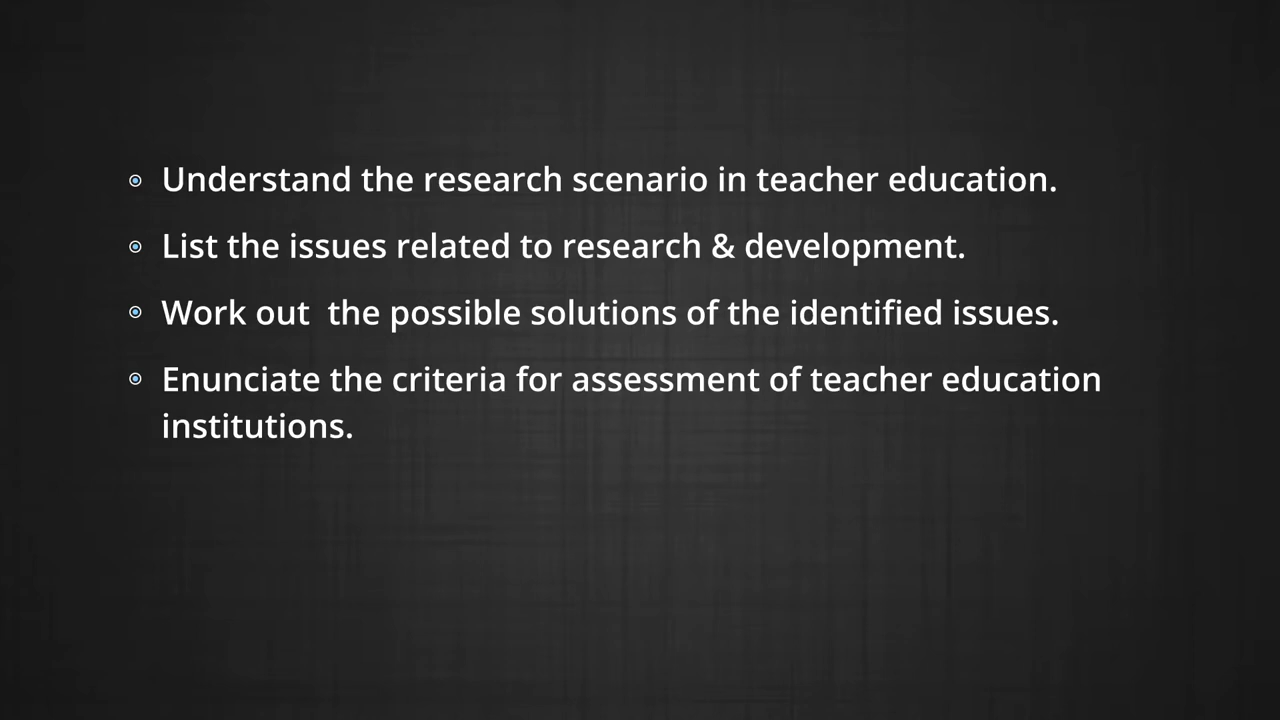 Understand the research scenario in teacher education.
List the issues related to research & development.
Work out  the possible solutions of the identified issues.
Enunciate the criteria for assessment of teacher education
institutions.